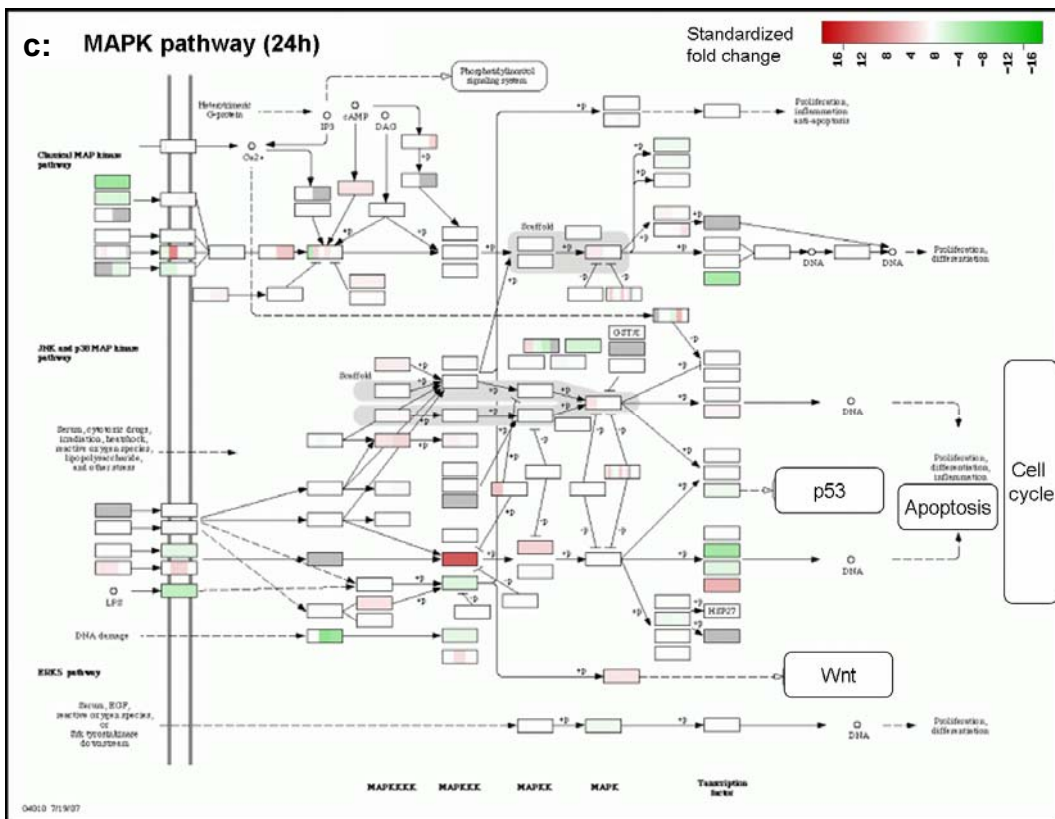 c: MAPK pathway (24h)
Standardized
fold change
16
12
8
4
0
-4
-8
-12
-16
Phosphatidylinositol
signaling system
Heterotrimeric
G-protein
IP3
cAMP
DAG
Ca2+
Classical MAP kinase
pathway
+p
+p
+p
+p
+p
+p
+p
+p
+p
+p
+p
+p
+p
+p
Scaffold
-p
-p
Proliferation,
inflammation
anti-apoptosis
DNA
DNA
Proliferation,
differentiation
JNK and p38 MAP kinase
pathway
GSTπ
Scaffold
+p
+p
+p
+p
+p
+p
-p
-p
-p
-p
DNA
Serum, cytotoxic drugs,
irradiation, heatshock,
reactive oxygen species,
lipopolysaccharide,
and other stress
Proliferation,
differentiation,
inflammation
p53
Apoptosis
Cell
cycle
+p
+p
+p
+p
+p
DNA
LPS
HSP27
+p
+p
DNA damage
ERK5 pathway
+p
Wnt
Serum, EGF,
reactive oxygen species,
or
Srk tyrosine kinase
downstream
+p
+p
DNA
Proliferation,
differentiation
MAPKKKK
MAPKKK
MAPKK
MAPK
Transcription
factor
04010 7/19/07